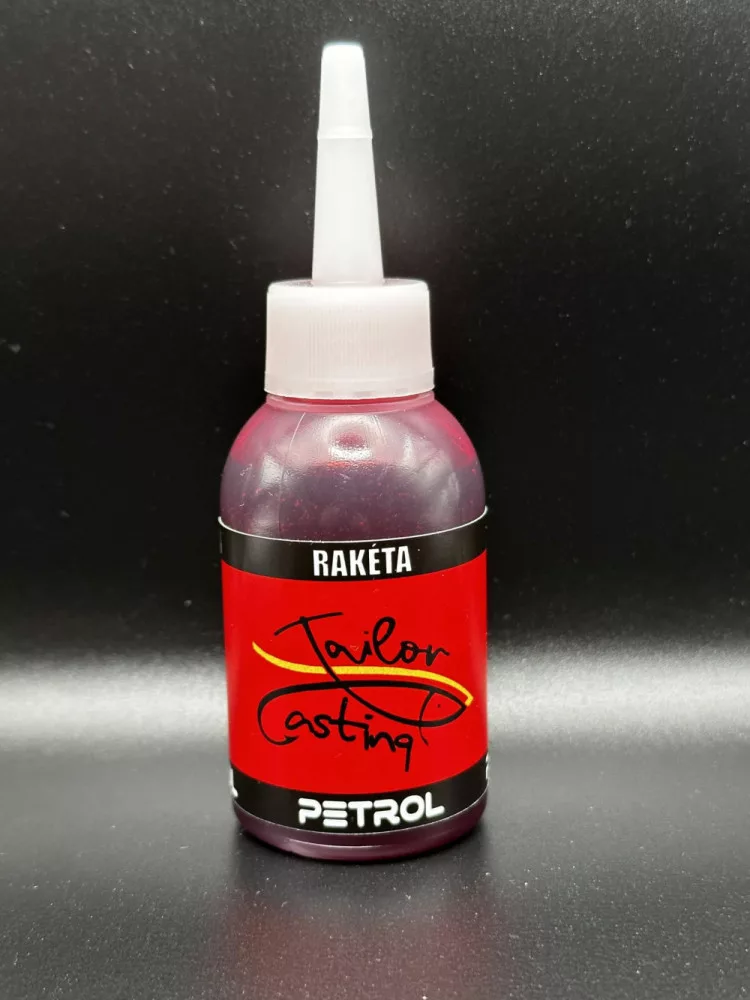 RAKÉTA
Tailor
Casting
PETROL